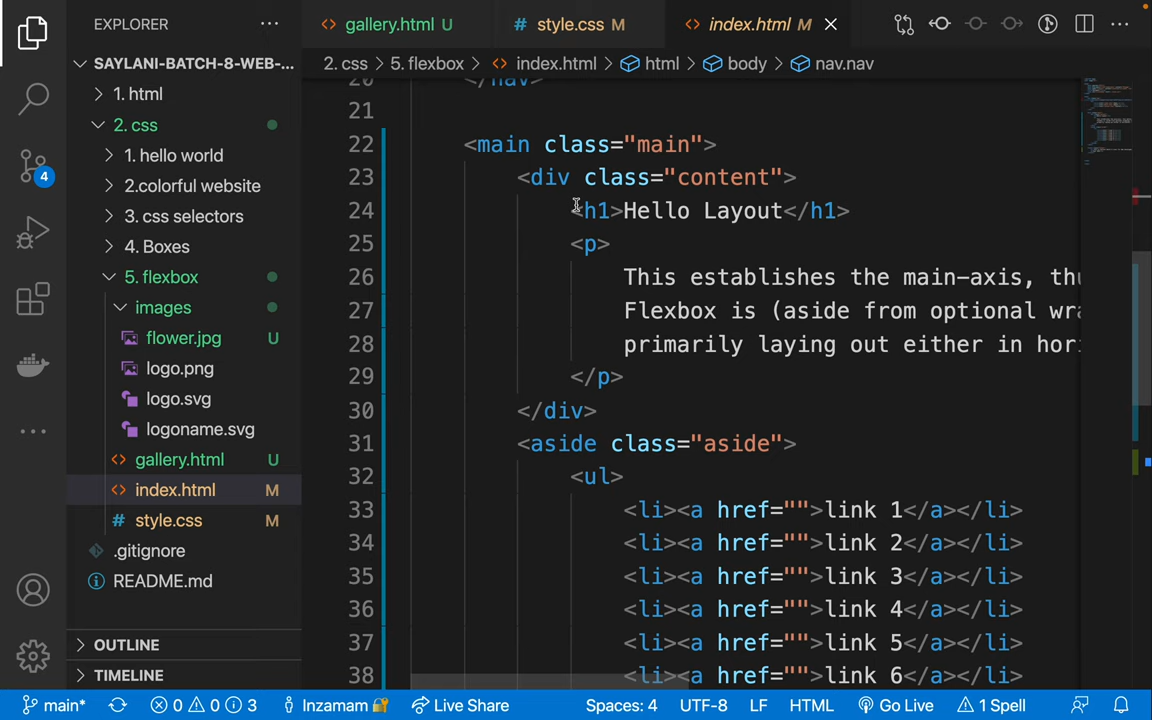 EXPLORER
SAYLANI-BATCH-8-WEB-...
1. html
2. css
1. hello world
2.colorful website
3. css selectors
4. Boxes
5. flexbox
images
flower.jpg U
logo.png
logo.svg
logoname.svg
gallery.html U
index.html M
style.css M
.gitignore
README.md
OUTLINE
TIMELINE
4
gallery.html U
style.css M
index.html M
2. css > 5. flexbox > index.html > html > body > nav.nav
20 </nav>
21
22 <main class="main">
23 <div class="content">
24 <h1>Hello Layout</h1>
25 <p>
26 This establishes the main-axis, thu
27 Flexbox is (aside from optional wra
28 primarily laying out either in hori
29 </p>
30 </div>
31 <aside class="aside">
32 <ul>
33 <li><a href="">link 1</a></li>
34 <li><a href="">link 2</a></li>
35 <li><a href="">link 3</a></li>
36 <li><a href="">link 4</a></li>
37 <li><a href="">link 5</a></li>
38 <li><a href="">link 6</a></li>
main* 0 0 3 Inzamam Live Share Spaces: 4 UTF-8 LF HTML Go Live 1 Spell